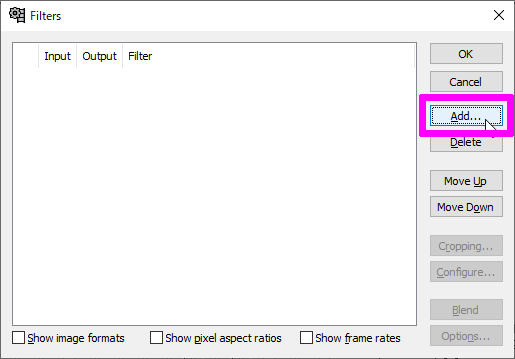 Filters
Input Output Filter
OK
Cancel
Add...
Delete
Move Up
Move Down
Cropping...
Configure...
Blend
Options...
Show image formats Show pixel aspect ratios Show frame rates